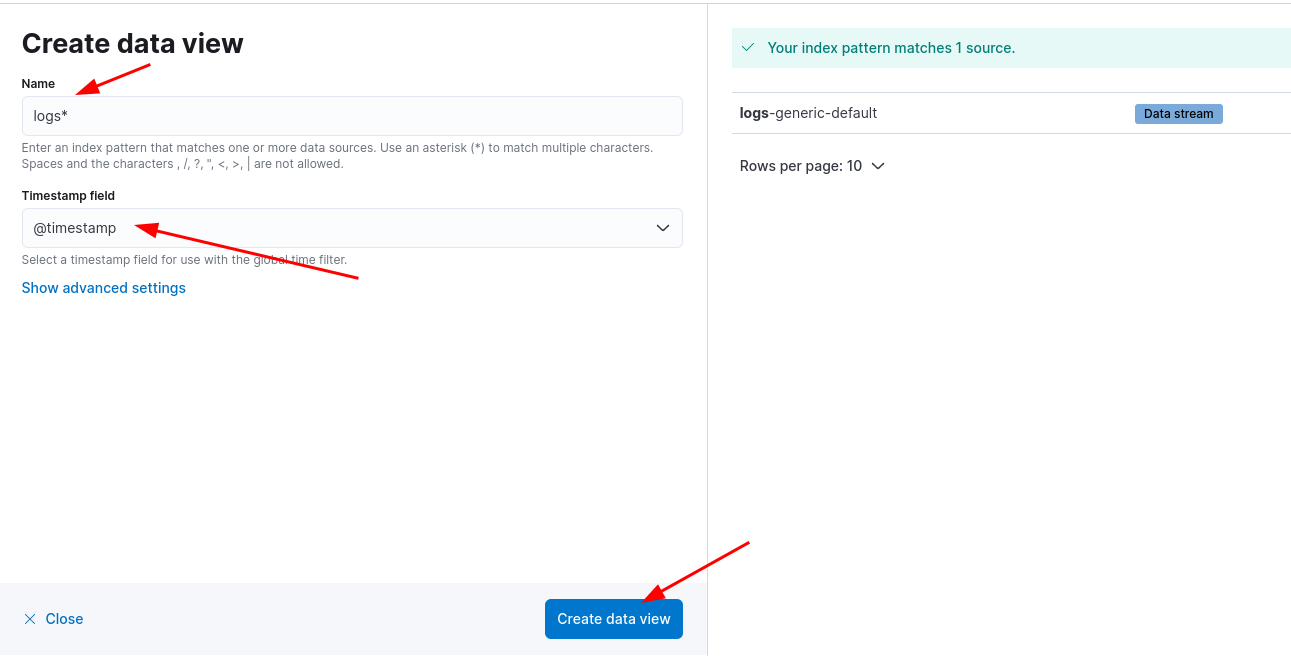 Create data view
Name
logs*
Enter an index pattern that matches one or more data sources. Use an asterisk (*) to match multiple characters.
Spaces and the characters , /, ?, ", <, >, | are not allowed.
Timestamp field
@timestamp
Select a timestamp field for use with the global time filter.
Show advanced settings
Close
Create data view
Your index pattern matches 1 source.
logs-generic-default
Data stream
Rows per page: 10